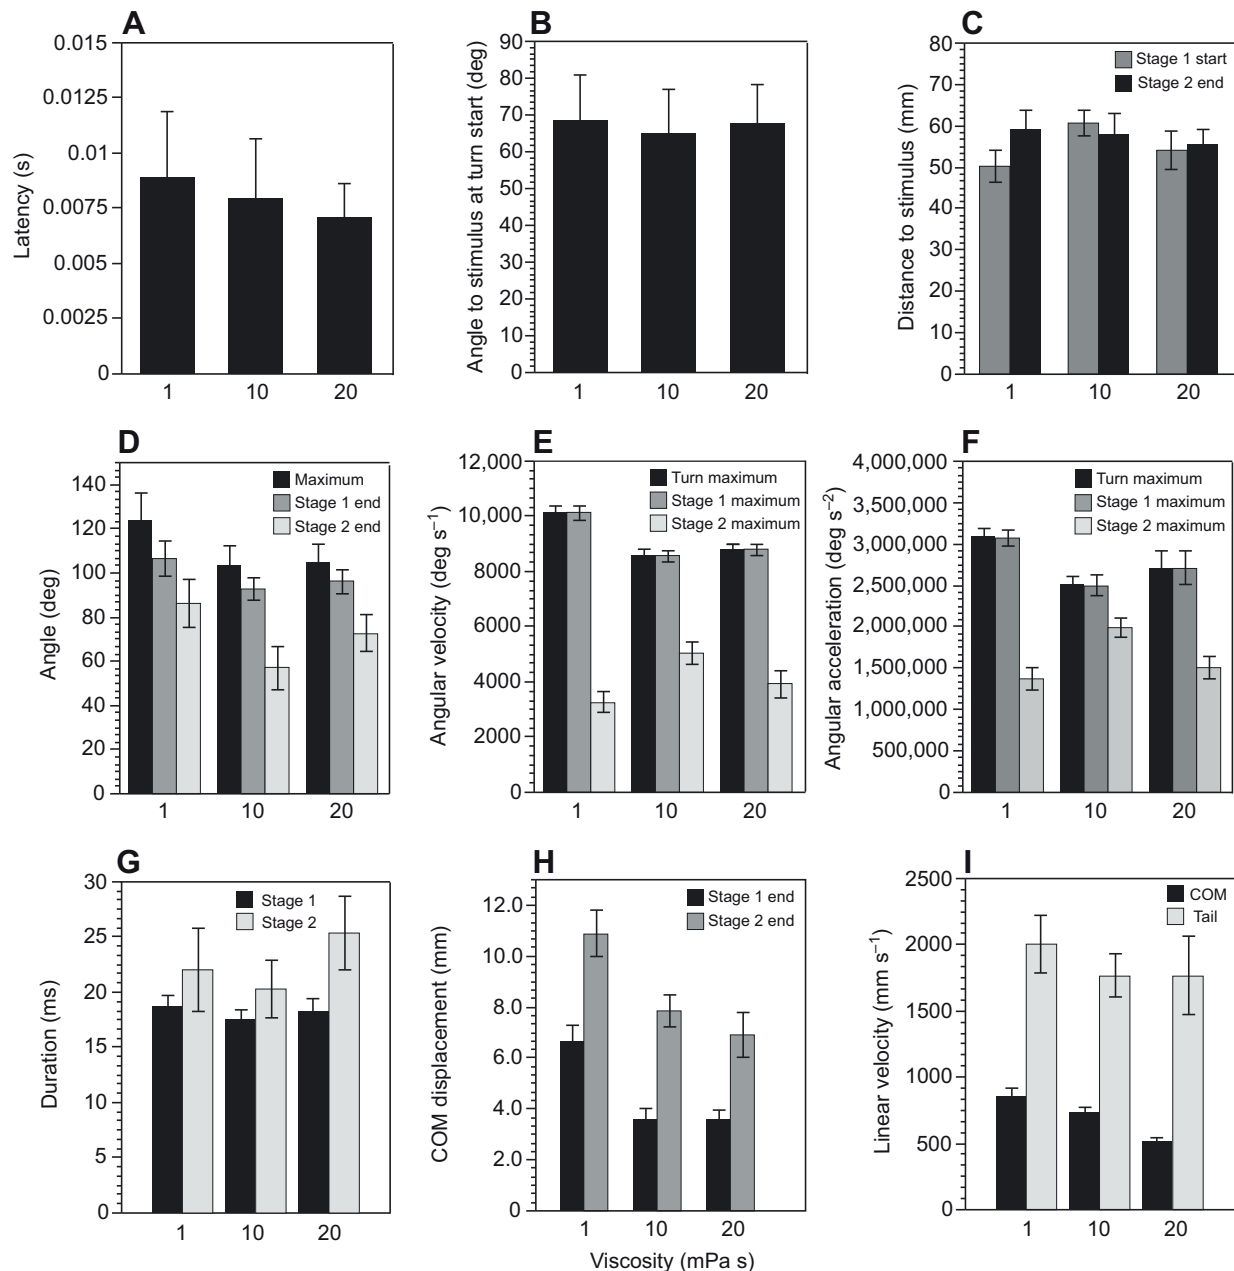 A
Latency (s)
0.015
0.0125
0.01
0.0075
0.005
0.0025
0
1 10 20
B
Angle to stimulus at turn start (deg)
90
80
70
60
50
40
30
20
10
0
1 10 20
C
Distance to stimulus (mm)
80
70
60
50
40
30
20
10
0
Stage 1 start
Stage 2 end
1 10 20
D
Angle (deg)
140
120
100
80
60
40
20
0
Maximum
Stage 1 end
Stage 2 end
1 10 20
E
Angular velocity (deg s–1)
12,000
10,000
8000
6000
4000
2000
0
Turn maximum
Stage 1 maximum
Stage 2 maximum
1 10 20
F
Angular acceleration (deg s–2)
4,000,000
3,500,000
3,000,000
2,500,000
2,000,000
1,500,000
1,000,000
500,000
0
Turn maximum
Stage 1 maximum
Stage 2 maximum
1 10 20
G
Duration (ms)
30
25
20
15
10
5
0
Stage 1
Stage 2
1 10 20
H
COM displacement (mm)
12.0
10.0
8.0
6.0
4.0
2.0
0
Stage 1 end
Stage 2 end
1 10 20
Viscosity (mPa s)
I
Linear velocity (mm s–1)
2500
2000
1500
1000
500
0
COM
Tail
1 10 20